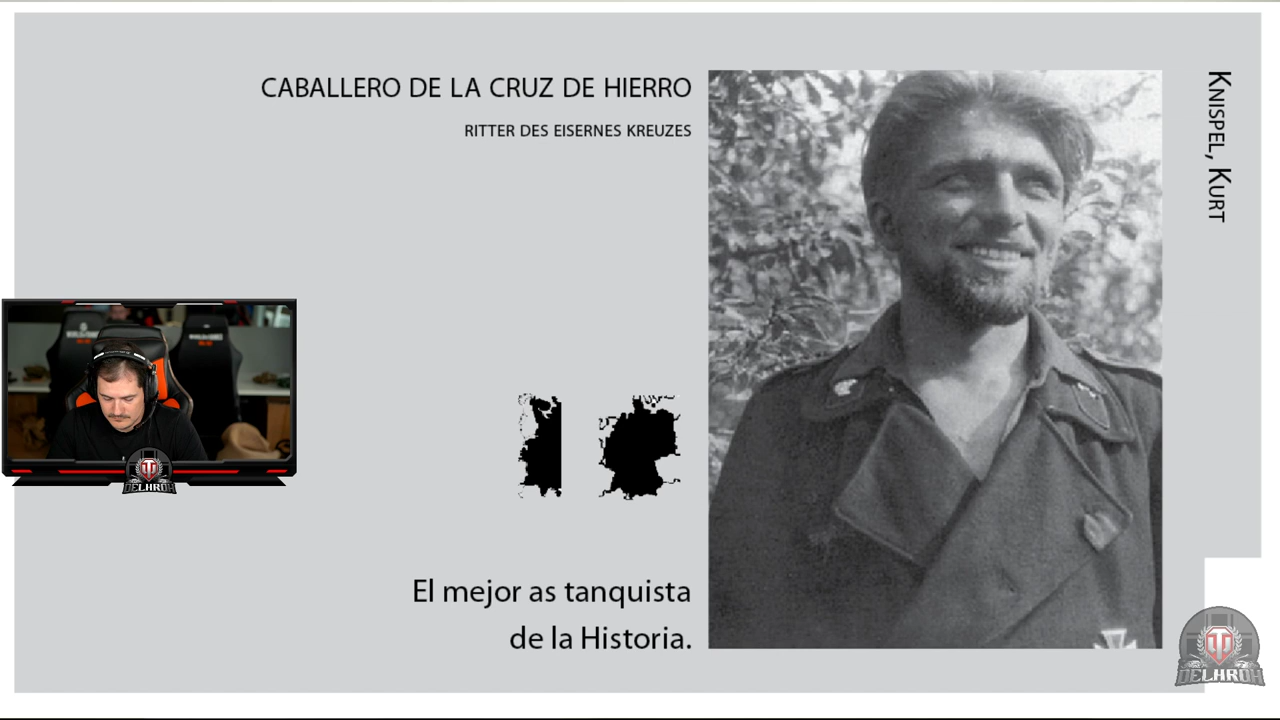 CABALLERO DE LA CRUZ DE HIERRO
RITTER DES EISERNES KREUZES
KNISPEL, KURT
El mejor as tanquista
de la Historia.
DELHROH
DELHROH